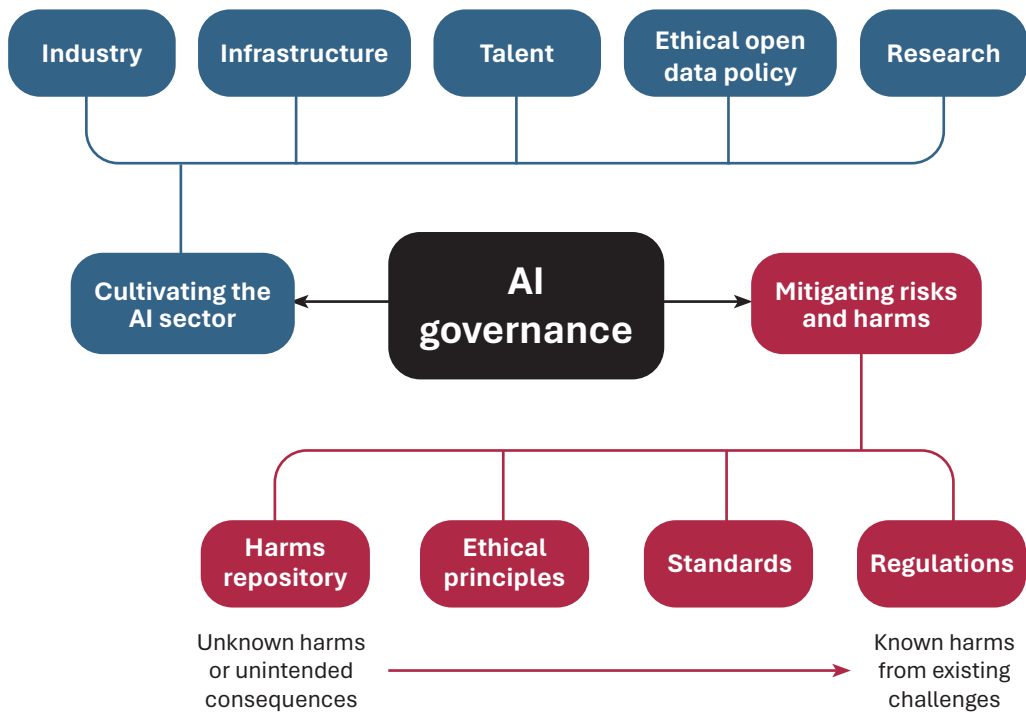 Industry
Infrastructure
Talent
Ethical open
data policy
Research
Cultivating the
AI sector
AI
governance
Mitigating risks
and harms
Harms
repository
Ethical
principles
Standards
Regulations
Unknown harms
or unintended
consequences
Known harms
from existing
challenges